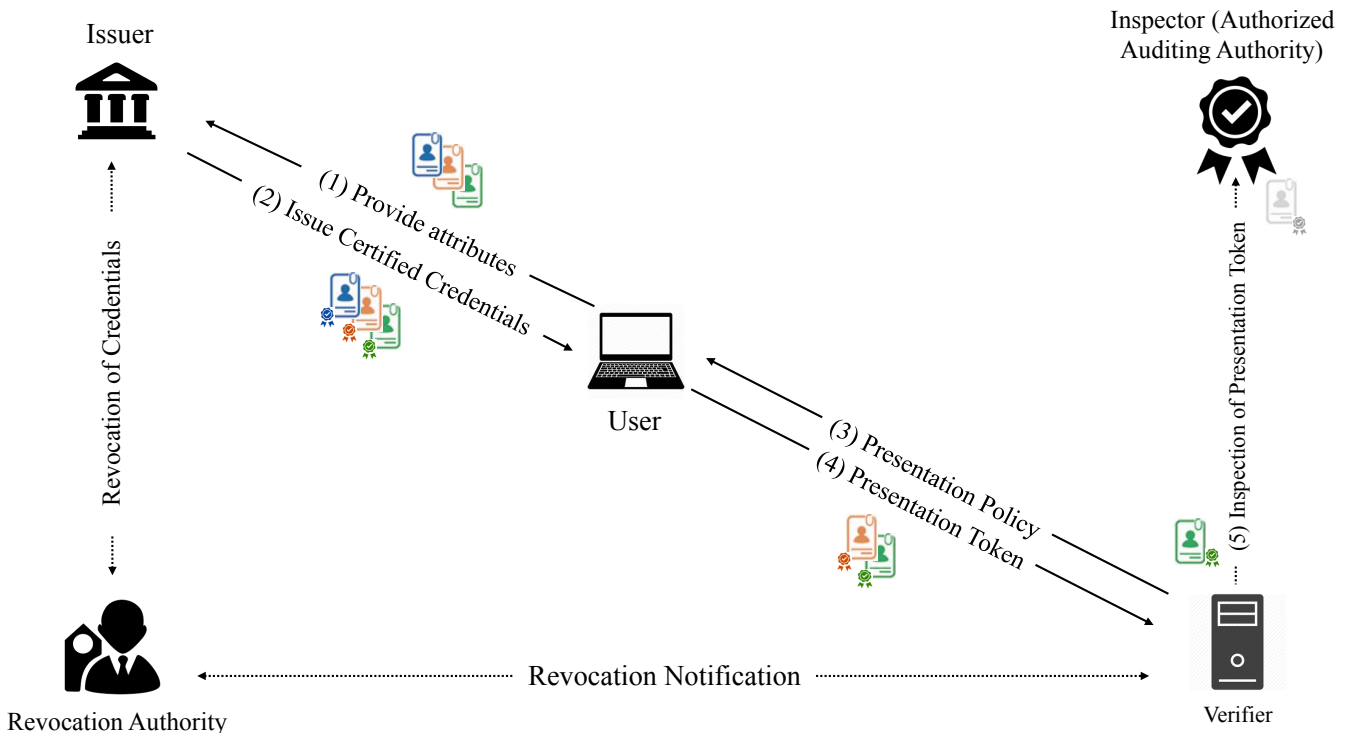 Issuer
Inspector (Authorized
Auditing Authority)
(1) Provide attributes
(2) Issue Certified Credentials
Revocation of Credentials
User
(3) Presentation Policy
(4) Presentation Token
(5) Inspection of Presentation Token
Revocation Notification
Revocation Authority
Verifier